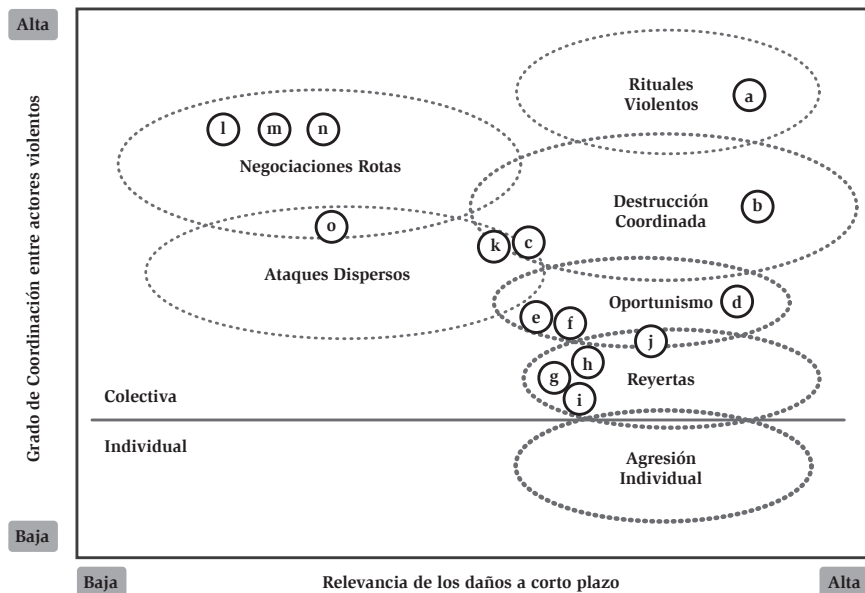 Alta
Grado de Coordinación entre actores violentos
Rituales
Violentos
a
l m n
Negociaciones Rotas
Destrucción
Coordinada
b
o
k c
Ataques Dispersos
Oportunismo
d
e f
j
h
g
i
Reyertas
Colectiva
Individual
Agresión
Individual
Baja
Baja
Relevancia de los daños a corto plazo
Alta